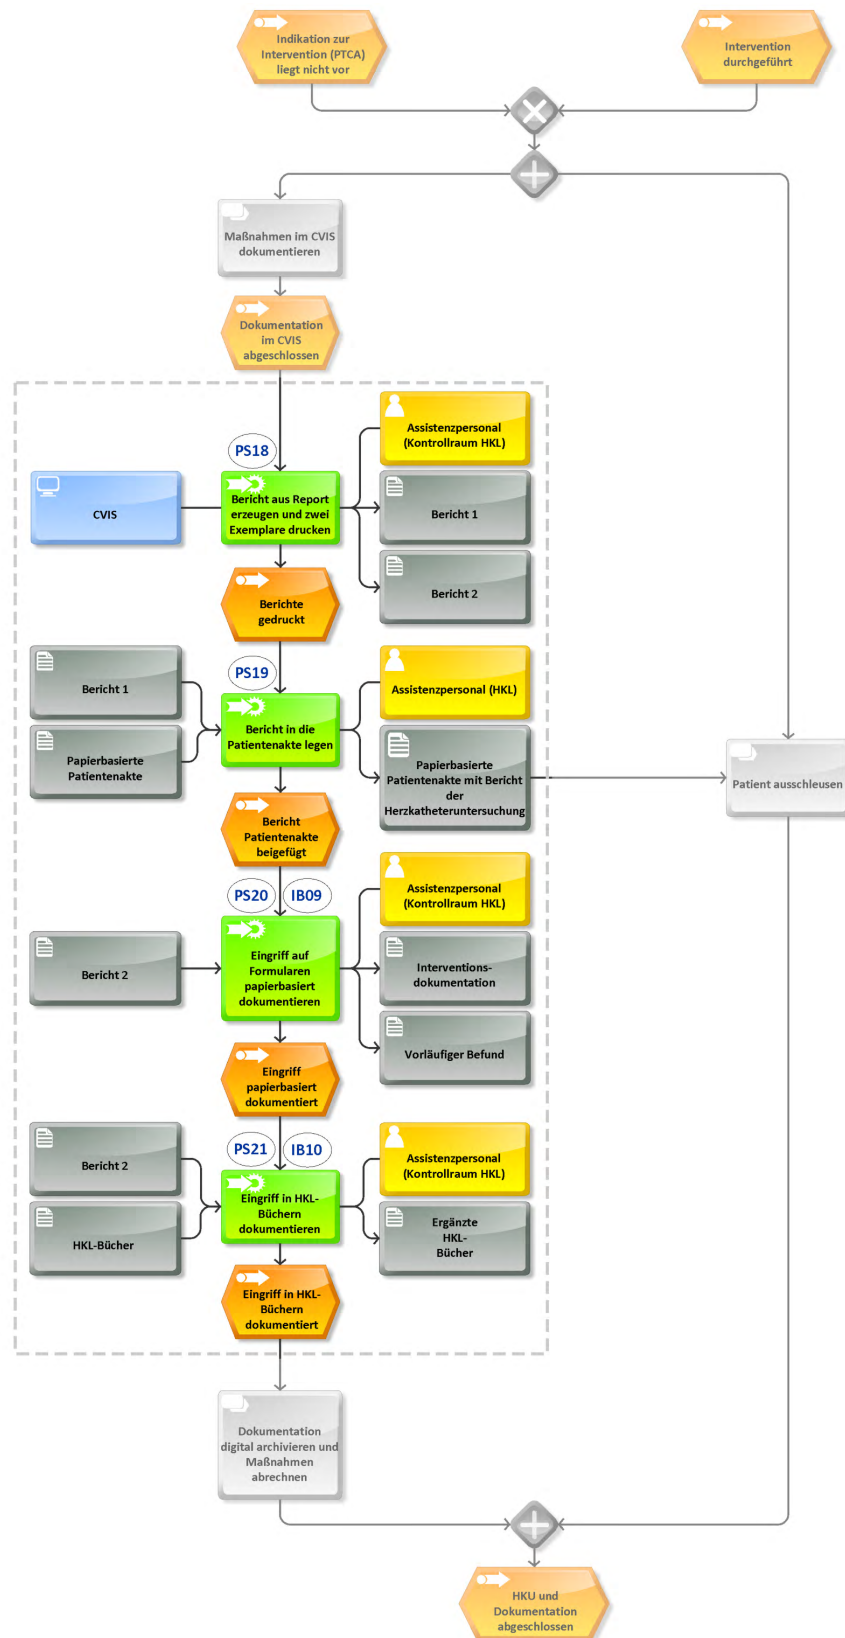 Indikation zur
Intervention (PTCA)
liegt nicht vor
Intervention
durchgeführt
Maßnahmen im CVIS
dokumentieren
Dokumentation
im CVIS
abgeschlossen
Assistenzpersonal
(Kontrollraum HKL)
PS18
CVIS
Bericht aus Report
erzeugen und zwei
Exemplare drucken
Bericht 1
Bericht 2
Berichte
gedruckt
PS19
Bericht 1
Assistenzpersonal (HKL)
Bericht in die
Patientenakte legen
Papierbasierte
Patientenakte
Papierbasierte
Patientenakte mit Bericht
der
Herzkatheteruntersuchung
Patient ausschleusen
Bericht
Patientenakte
beigefügt
PS20
IB09
Assistenzpersonal
(Kontrollraum HKL)
Bericht 2
Eingriff auf
Formularen
papierbasiert
dokumentieren
Interventions-
dokumentation
Vorläufiger Befund
Eingriff
papierbasiert
dokumentiert
PS21
IB10
Bericht 2
Assistenzpersonal
(Kontrollraum HKL)
Eingriff in HKL-
Büchern
dokumentieren
HKL-Bücher
Ergänzte
HKL-
Bücher
Eingriff in HKL-
Büchern
dokumentiert
Dokumentation
digital archivieren und
Maßnahmen
abrechnen
HKU und
Dokumentation
abgeschlossen